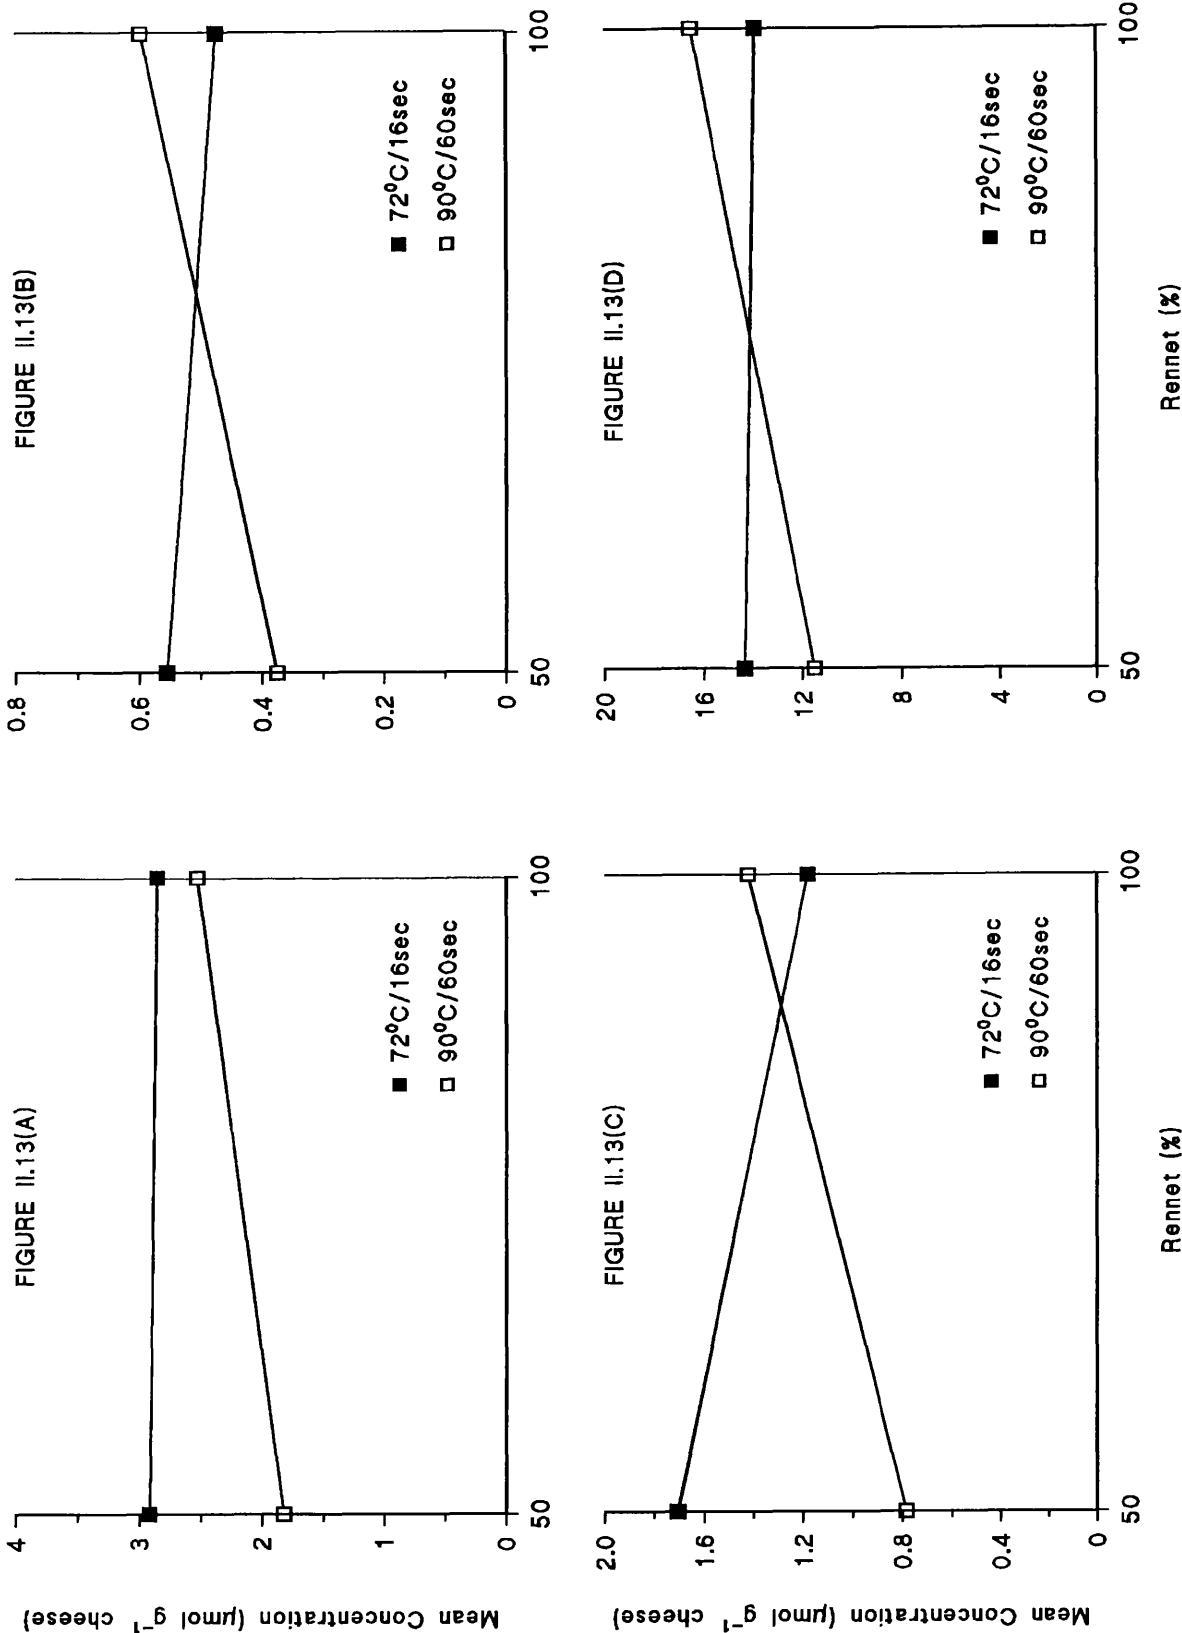 FIGURE II.13(A)
4
3
2
1
0
50
100
■ 72⁰C/16sec
□ 90⁰C/60sec
Mean Concentration (µmol g⁻¹ cheese)
FIGURE II.13(B)
0.8
0.6
0.4
0.2
0
50
100
■ 72⁰C/16sec
□ 90⁰C/60sec
FIGURE II.13(C)
2.0
1.6
1.2
0.8
0.4
0
50
100
■ 72⁰C/16sec
□ 90⁰C/60sec
Mean Concentration (µmol g⁻¹ cheese)
Rennet (%)
FIGURE II.13(D)
20
16
12
8
4
0
50
100
■ 72⁰C/16sec
□ 90⁰C/60sec
Rennet (%)